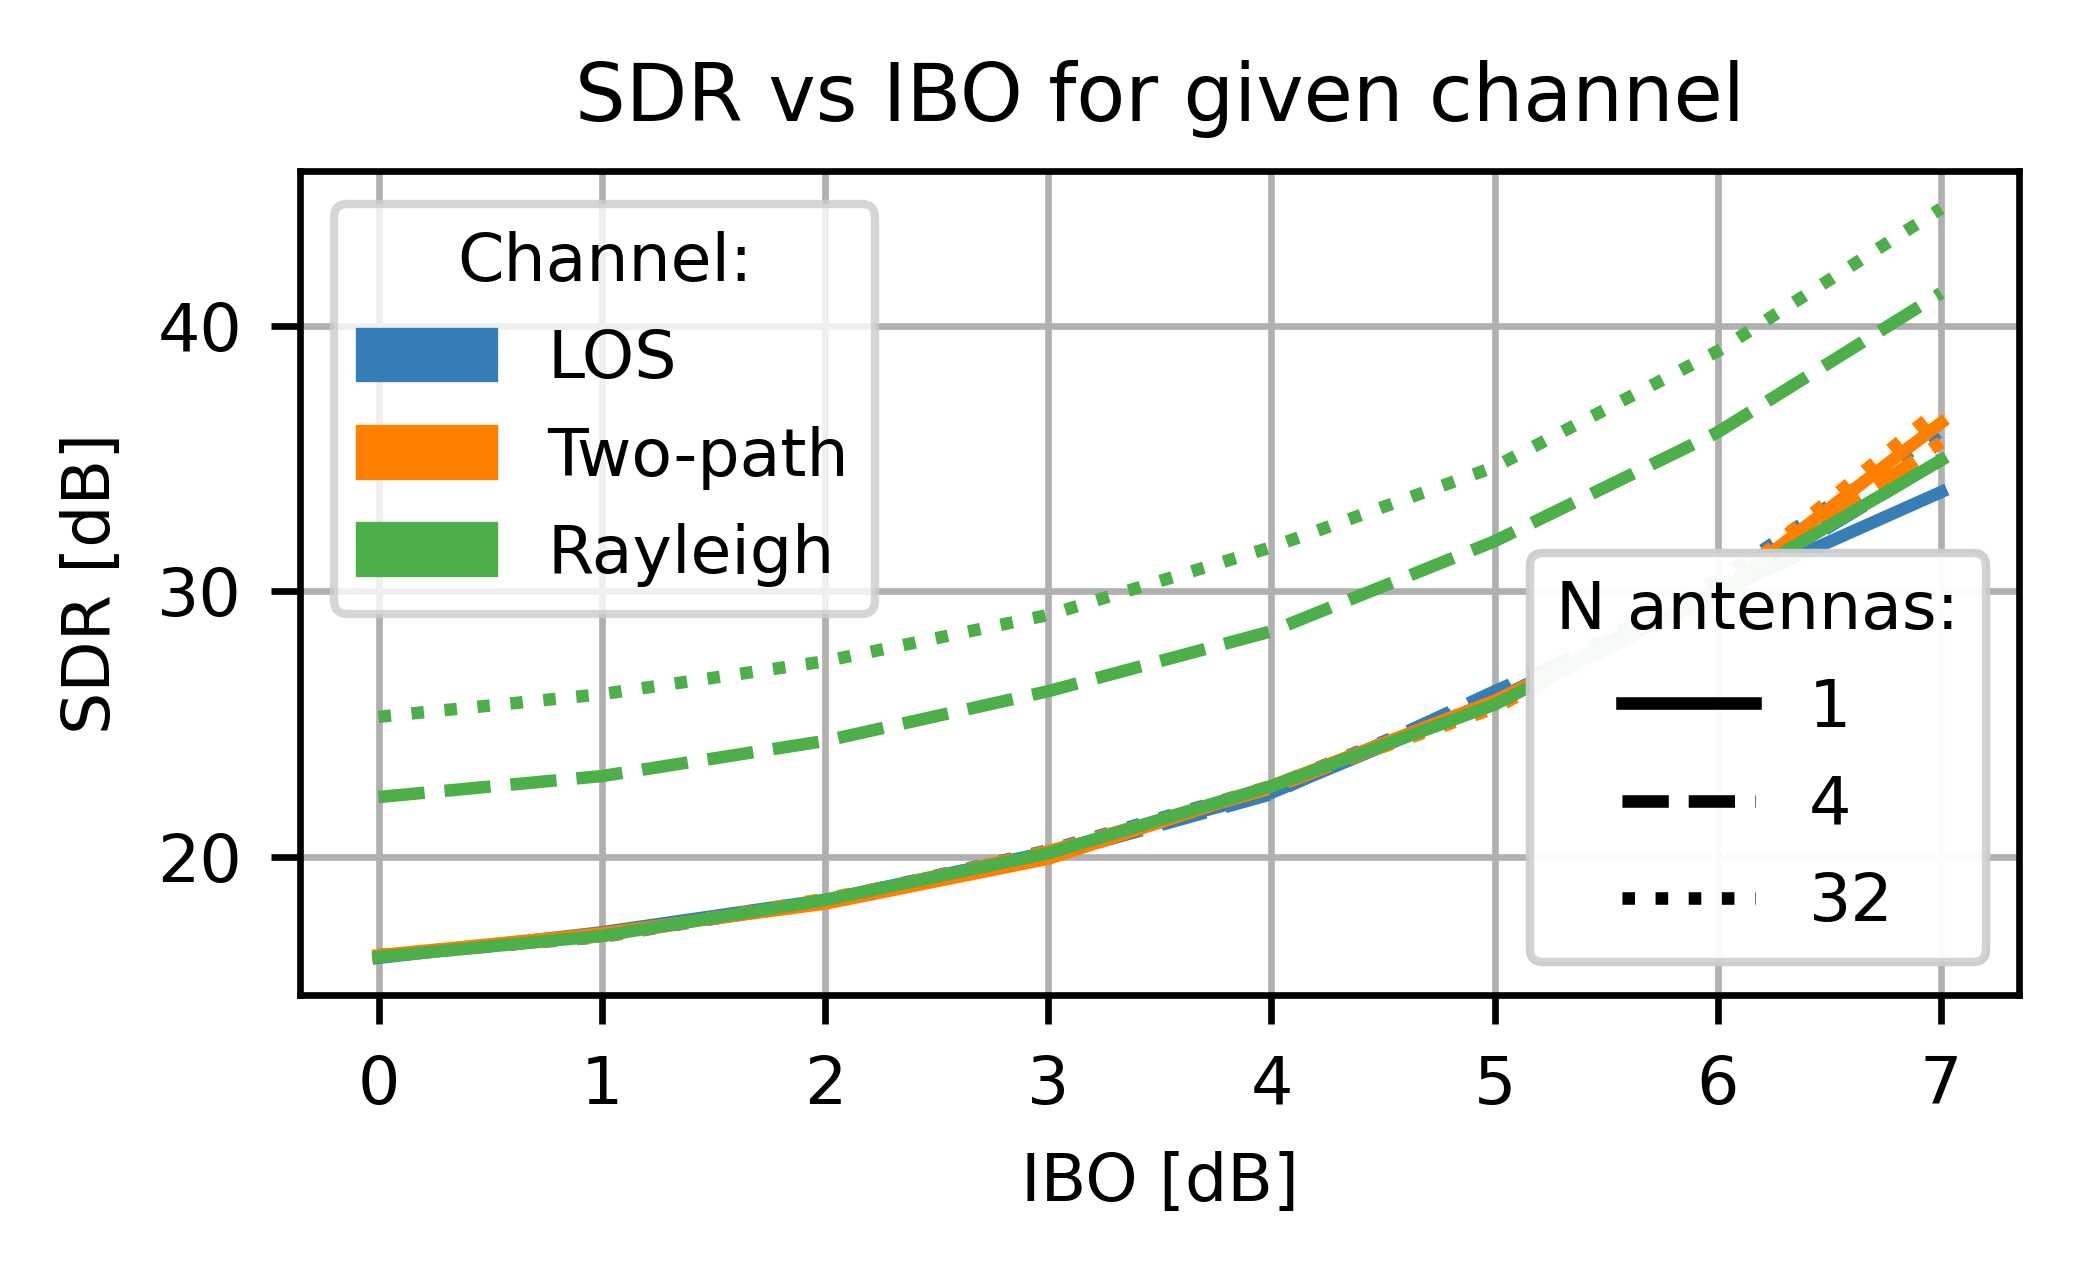 SDR vs IBO for given channel
SDR [dB]
40
30
20
Channel:
LOS
Two-path
Rayleigh
N antennas:
1
4
32
0 1 2 3 4 5 6 7
IBO [dB]